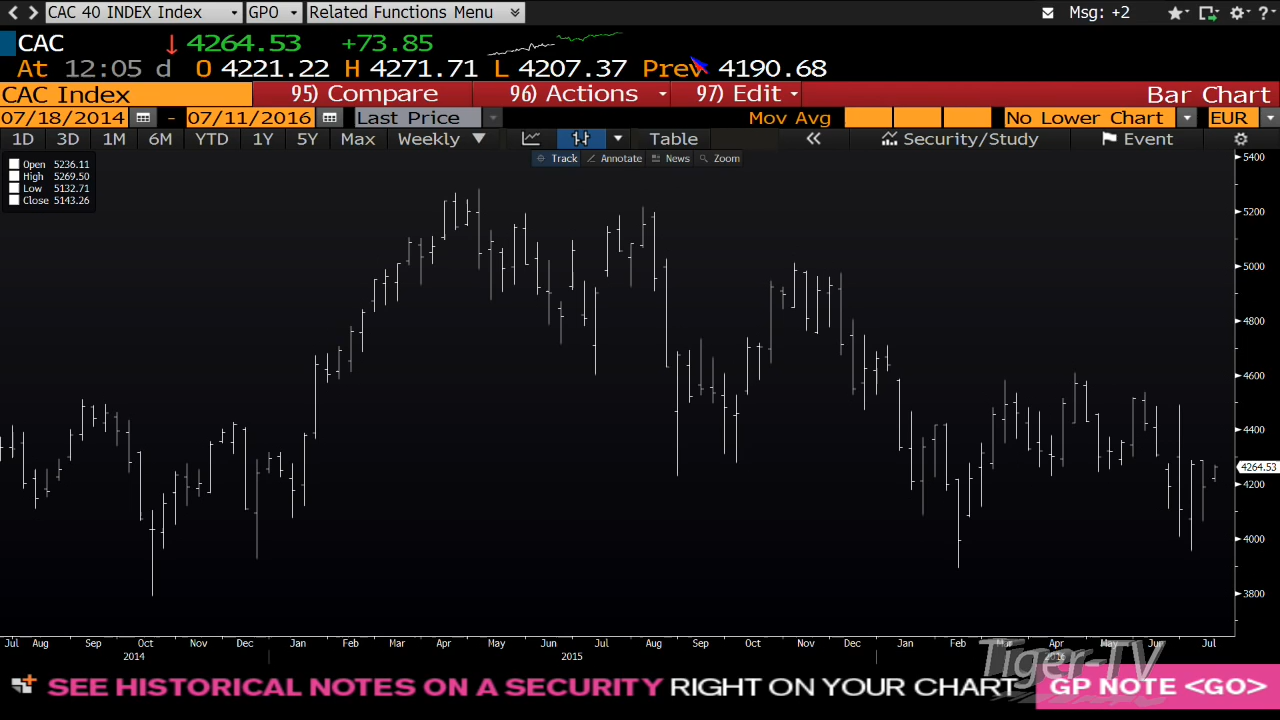 CAC 40 INDEX Index GPO Related Functions Menu Msg: +2 ?
CAC ↓ 4264.53 +73.85
At 12:05 d O 4221.22 H 4271.71 L 4207.37 Prev 4190.68
CAC Index 95) Compare 96) Actions 97) Edit Bar Chart
07/18/2014 - 07/11/2016 Last Price Mov Avg No Lower Chart EUR
1D 3D 1M 6M YTD 1Y 5Y Max Weekly ▼ Table « Security/Study Event
Track Annotate News Zoom
Open 5236.11
High 5269.50
Low 5132.71
Close 5143.26
5400
5200
5000
4800
4600
4400
4264.53
4200
4000
3800
Jul Aug Sep Oct Nov Dec Jan Feb Mar Apr May Jun Jul Aug Sep Oct Nov Dec Jan Feb Mar Apr May Jun Jul
2014 2015 2016
Tiger-TV
SEE HISTORICAL NOTES ON A SECURITY RIGHT ON YOUR CHART GP NOTE <GO>